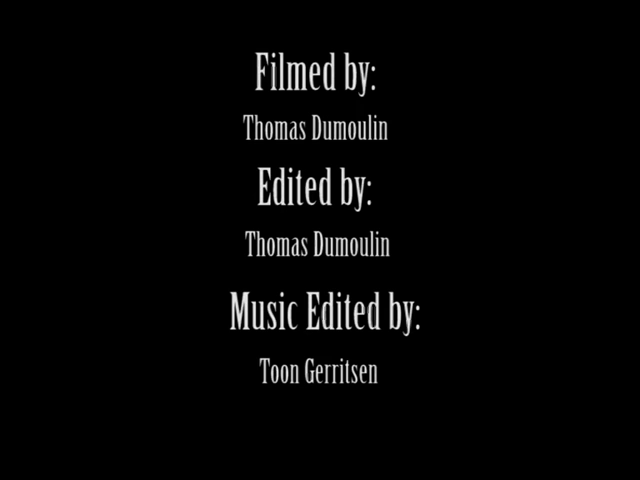 Filmed by:
Thomas Dumoulin
Edited by:
Thomas Dumoulin
Music Edited by:
Toon Gerritsen